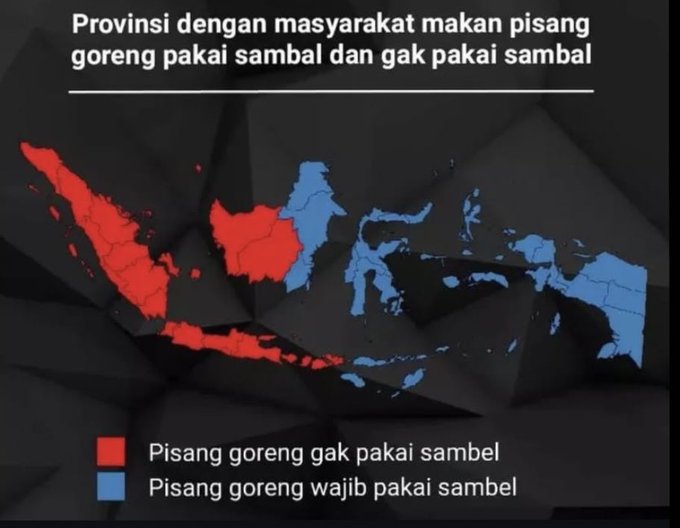 Provinsi dengan masyarakat makan pisang
goreng pakai sambal dan gak pakai sambal
Pisang goreng gak pakai sambel
Pisang goreng wajib pakai sambel